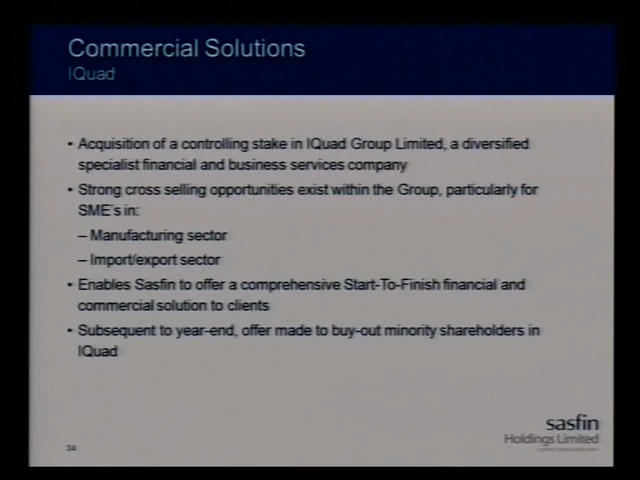 Commercial Solutions
IQuad
• Acquisition of a controlling stake in IQuad Group Limited, a diversified
specialist financial and business services company
• Strong cross selling opportunities exist within the Group, particularly for
SME's in:
– Manufacturing sector
– Import/export sector
• Enables Sasfin to offer a comprehensive Start-To-Finish financial and
commercial solution to clients
• Subsequent to year-end, offer made to buy-out minority shareholders in
IQuad
sasfin
Holdings Limited
34